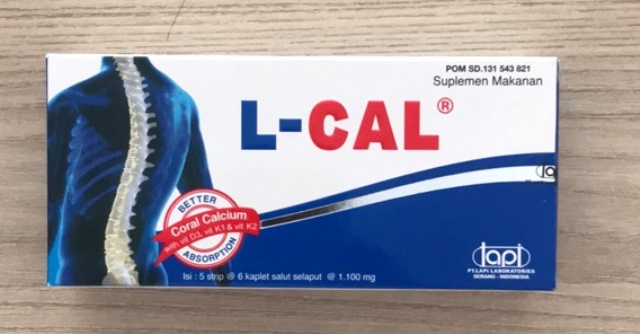 POM SD.131 543 821
Suplemen Makanan
L-CAL®
BETTER
Coral Calcium
with vit D3, vit K1 & vit K2
ABSORPTION
lapi
PT.LAPI LABORATORIES
SERANG - INDONESIA
Isi : 5 strip @ 6 kaplet salut selaput @ 1.100 mg